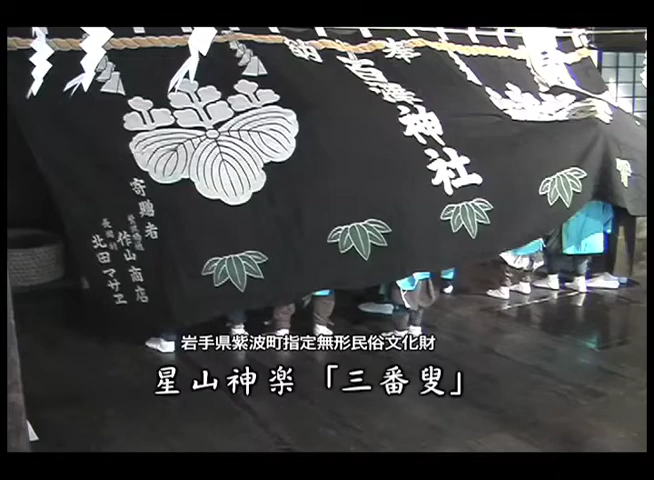 奉
納
神社
寄贈者
作山商店
北田マサヱ
岩手県紫波町指定無形民俗文化財
星山神楽「三番叟」